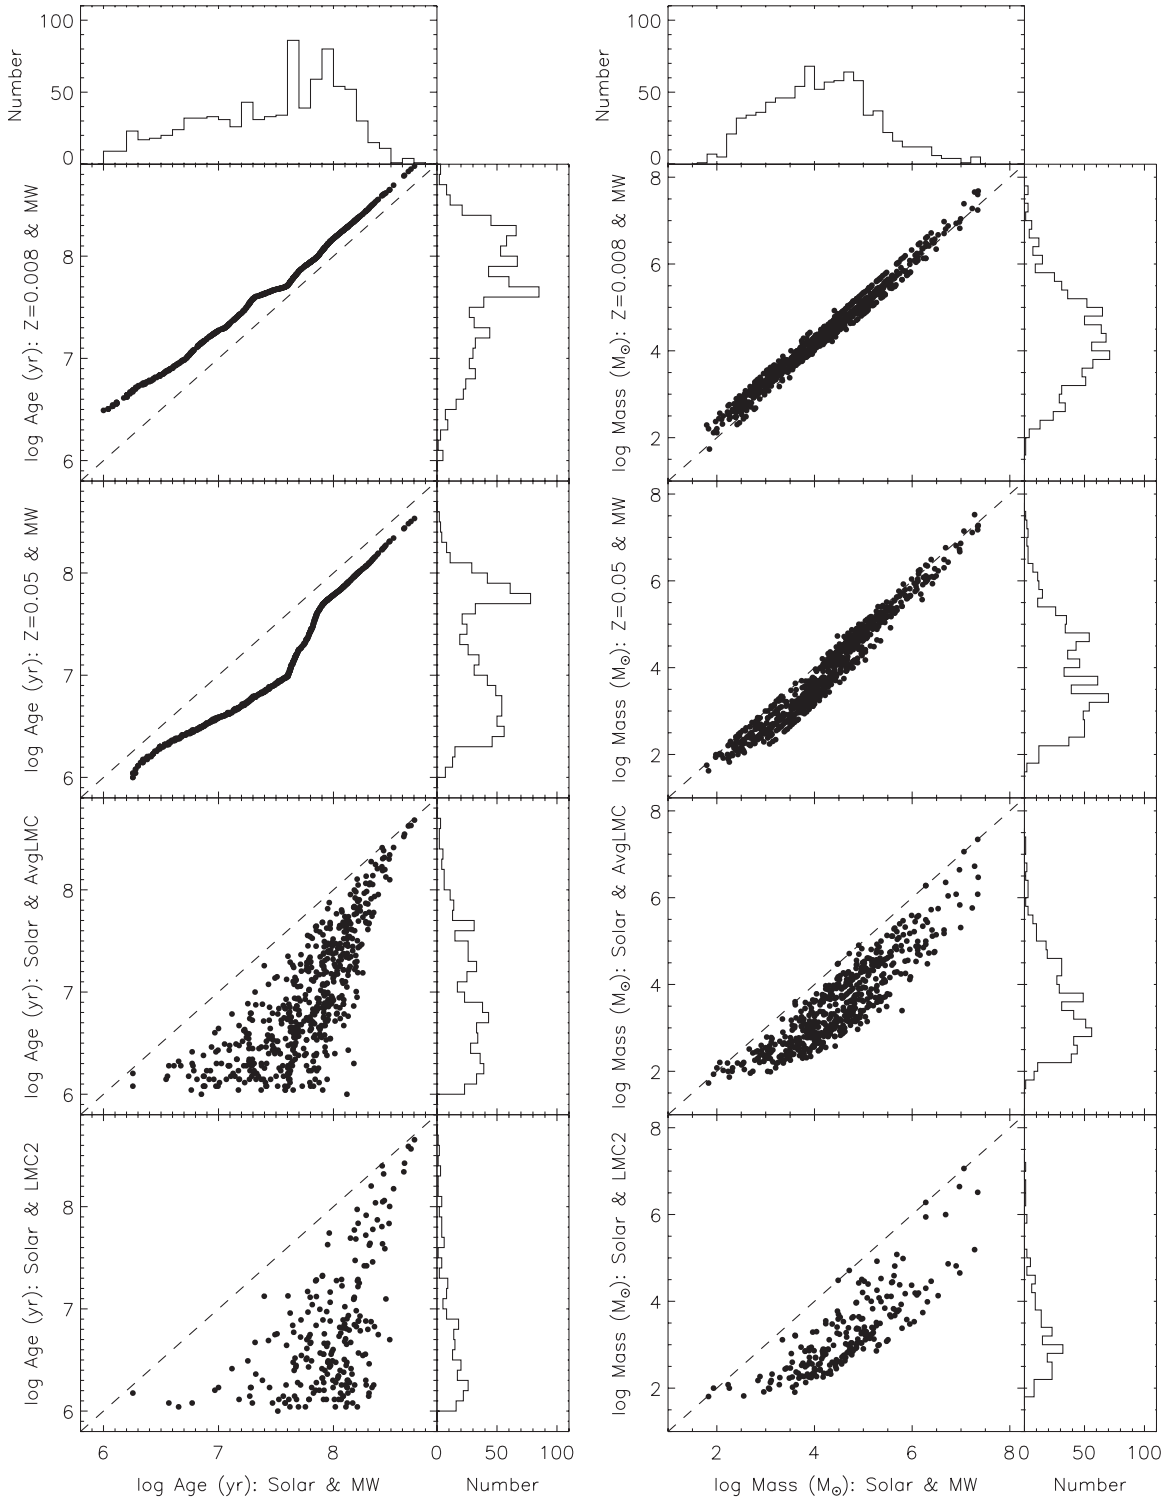 100
50
0
Number
100
50
0
Number
8
7
6
log Age (yr): Z=0.008 & MW
8
6
4
2
log Mass (M☉): Z=0.008 & MW
8
7
6
log Age (yr): Z=0.05 & MW
8
6
4
2
log Mass (M☉): Z=0.05 & MW
8
7
6
log Age (yr): Solar & AvgLMC
8
6
4
2
log Mass (M☉): Solar & AvgLMC
8
7
6
log Age (yr): Solar & LMC2
8
6
4
2
log Mass (M☉): Solar & LMC2
6 7 8 0 50 100
2 4 6 8 0 50 100
log Age (yr): Solar & MW
Number
log Mass (M☉): Solar & MW
Number